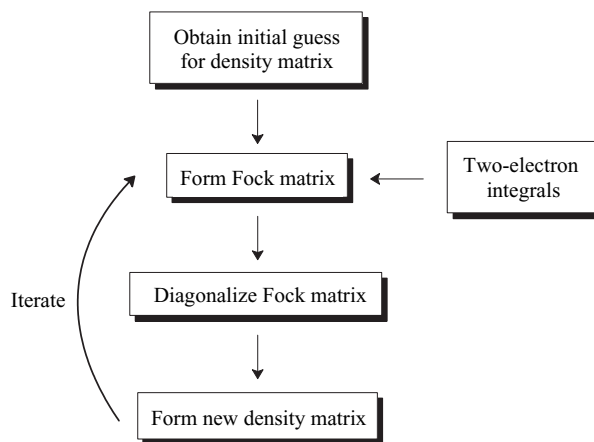 Obtain initial guess
for density matrix
Form Fock matrix
Two-electron
integrals
Diagonalize Fock matrix
Iterate
Form new density matrix